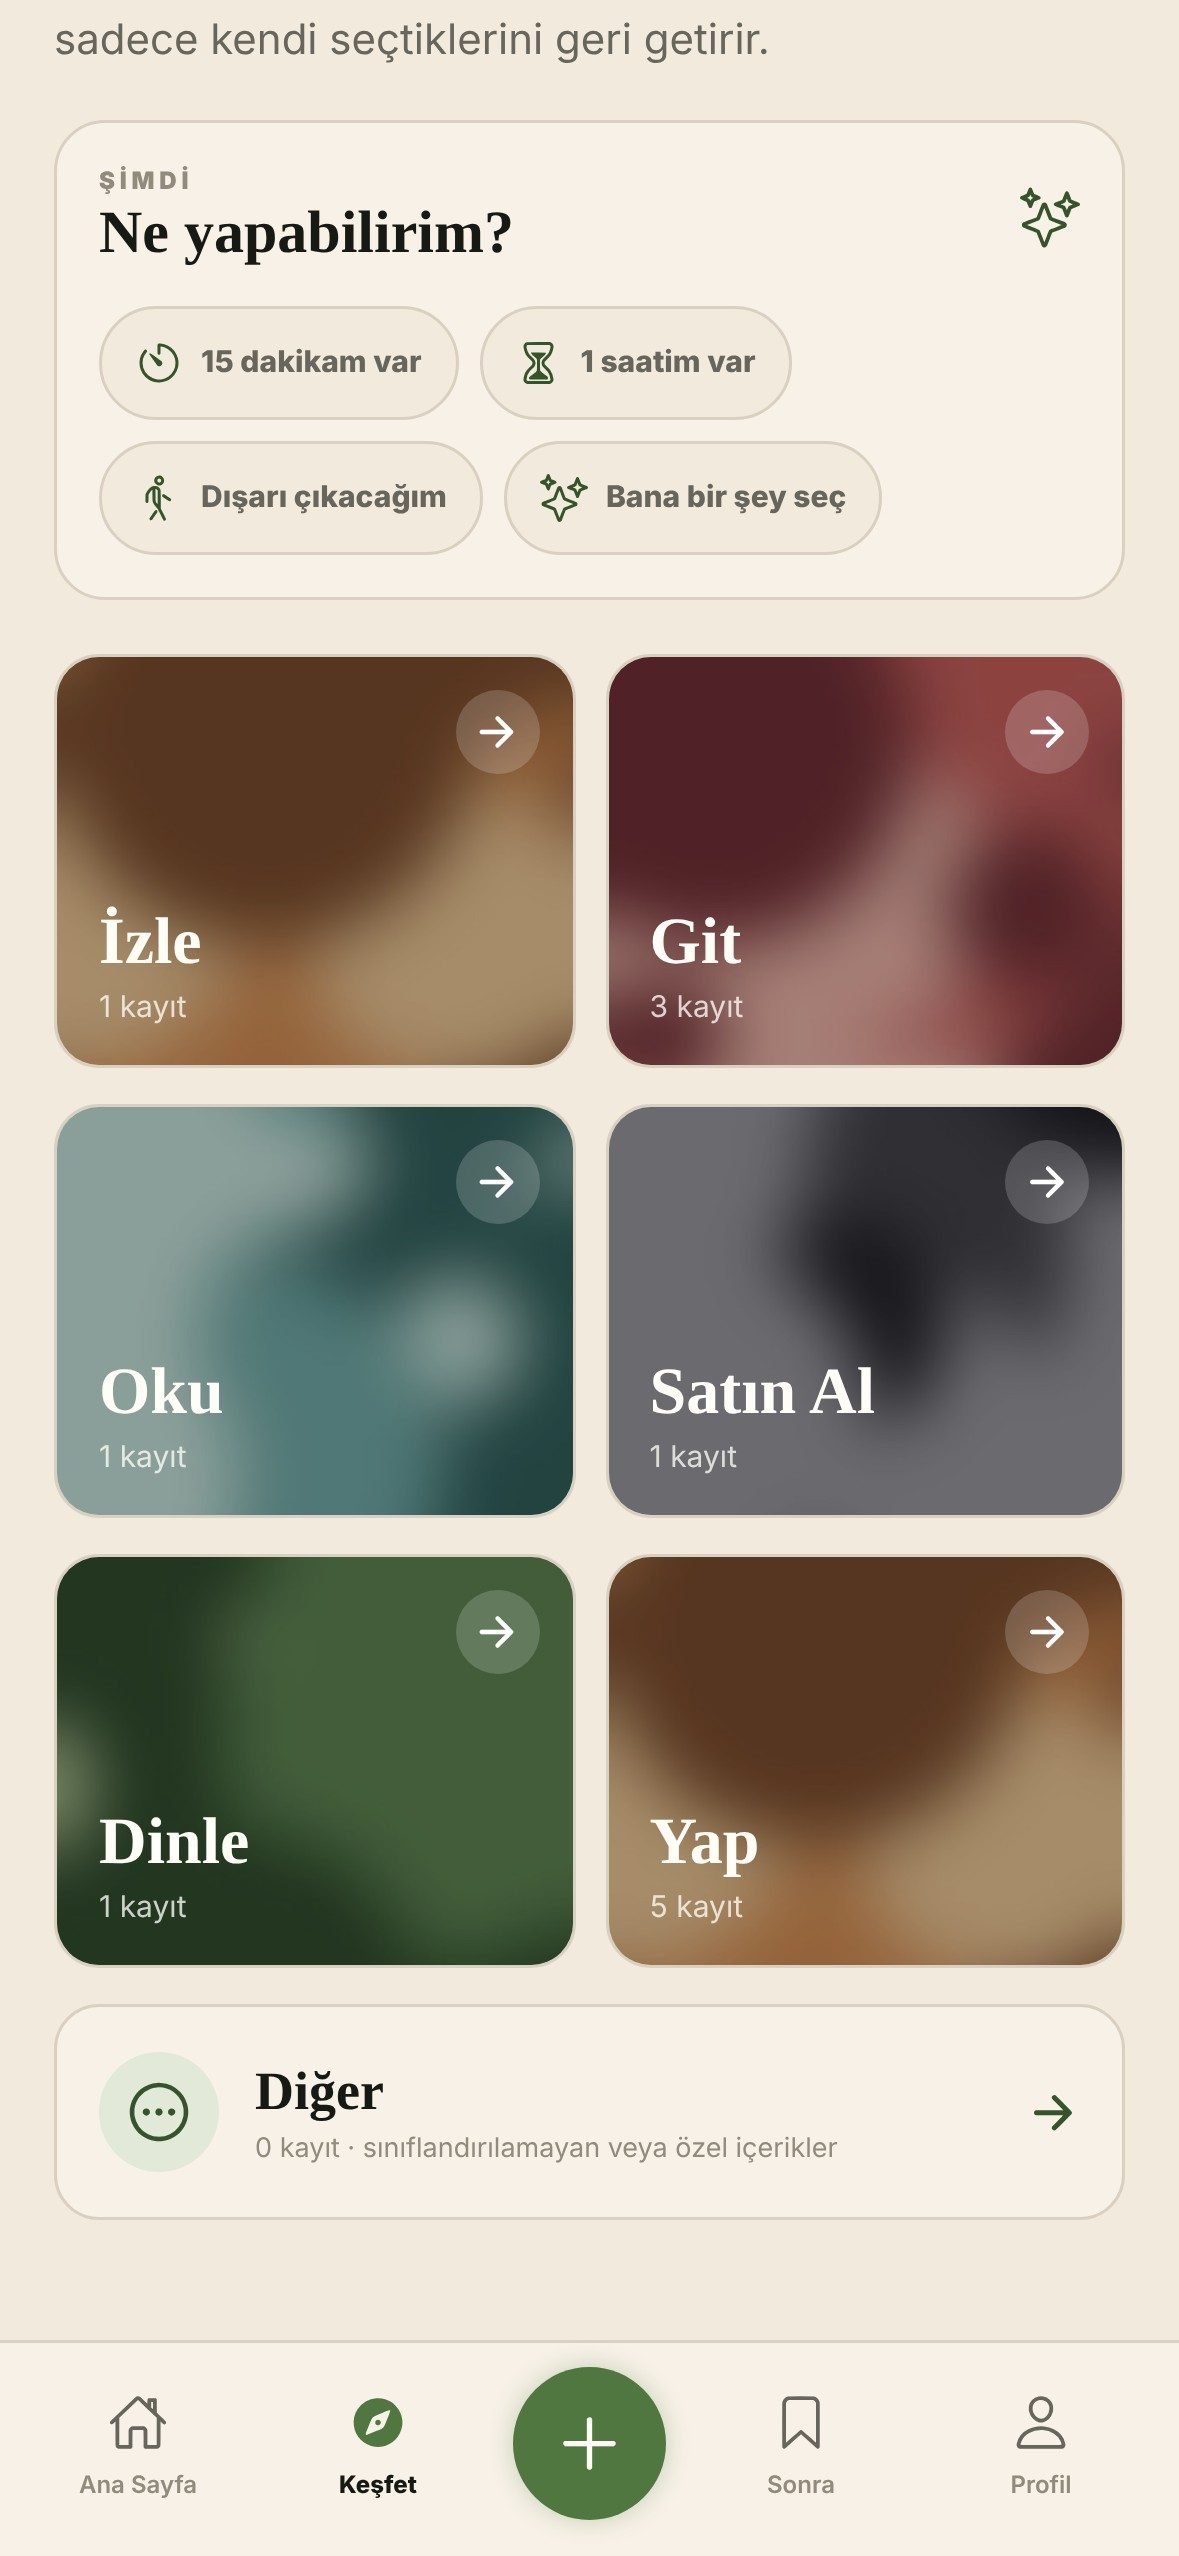 sadece kendi seçtiklerini geri getirir.
ŞİMDİ
Ne yapabilirim?
15 dakikam var
1 saatim var
Dışarı çıkacağım
Bana bir şey seç
İzle
1 kayıt
Git
3 kayıt
Oku
1 kayıt
Satın Al
1 kayıt
Dinle
1 kayıt
Yap
5 kayıt
Diğer
0 kayıt · sınıflandırılamayan veya özel içerikler
Ana Sayfa
Keşfet
Sonra
Profil